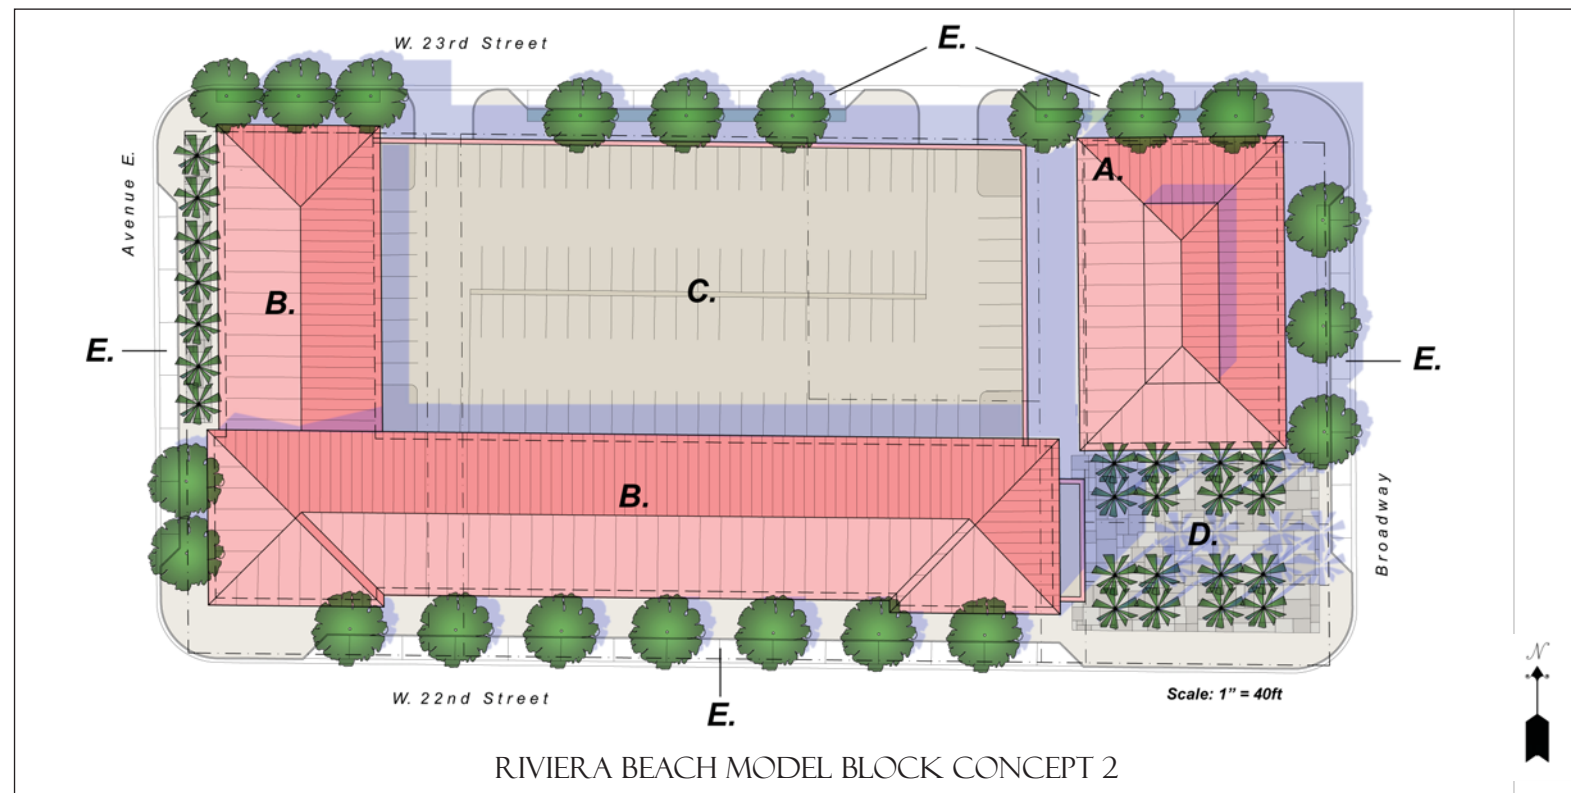 W. 23rd Street
E.
Avenue E.
A.
B.
C.
E.
E.
B.
D.
Broadway
W. 22nd Street
E.
Scale: 1” = 40ft
N
RIVIERA BEACH MODEL BLOCK CONCEPT 2